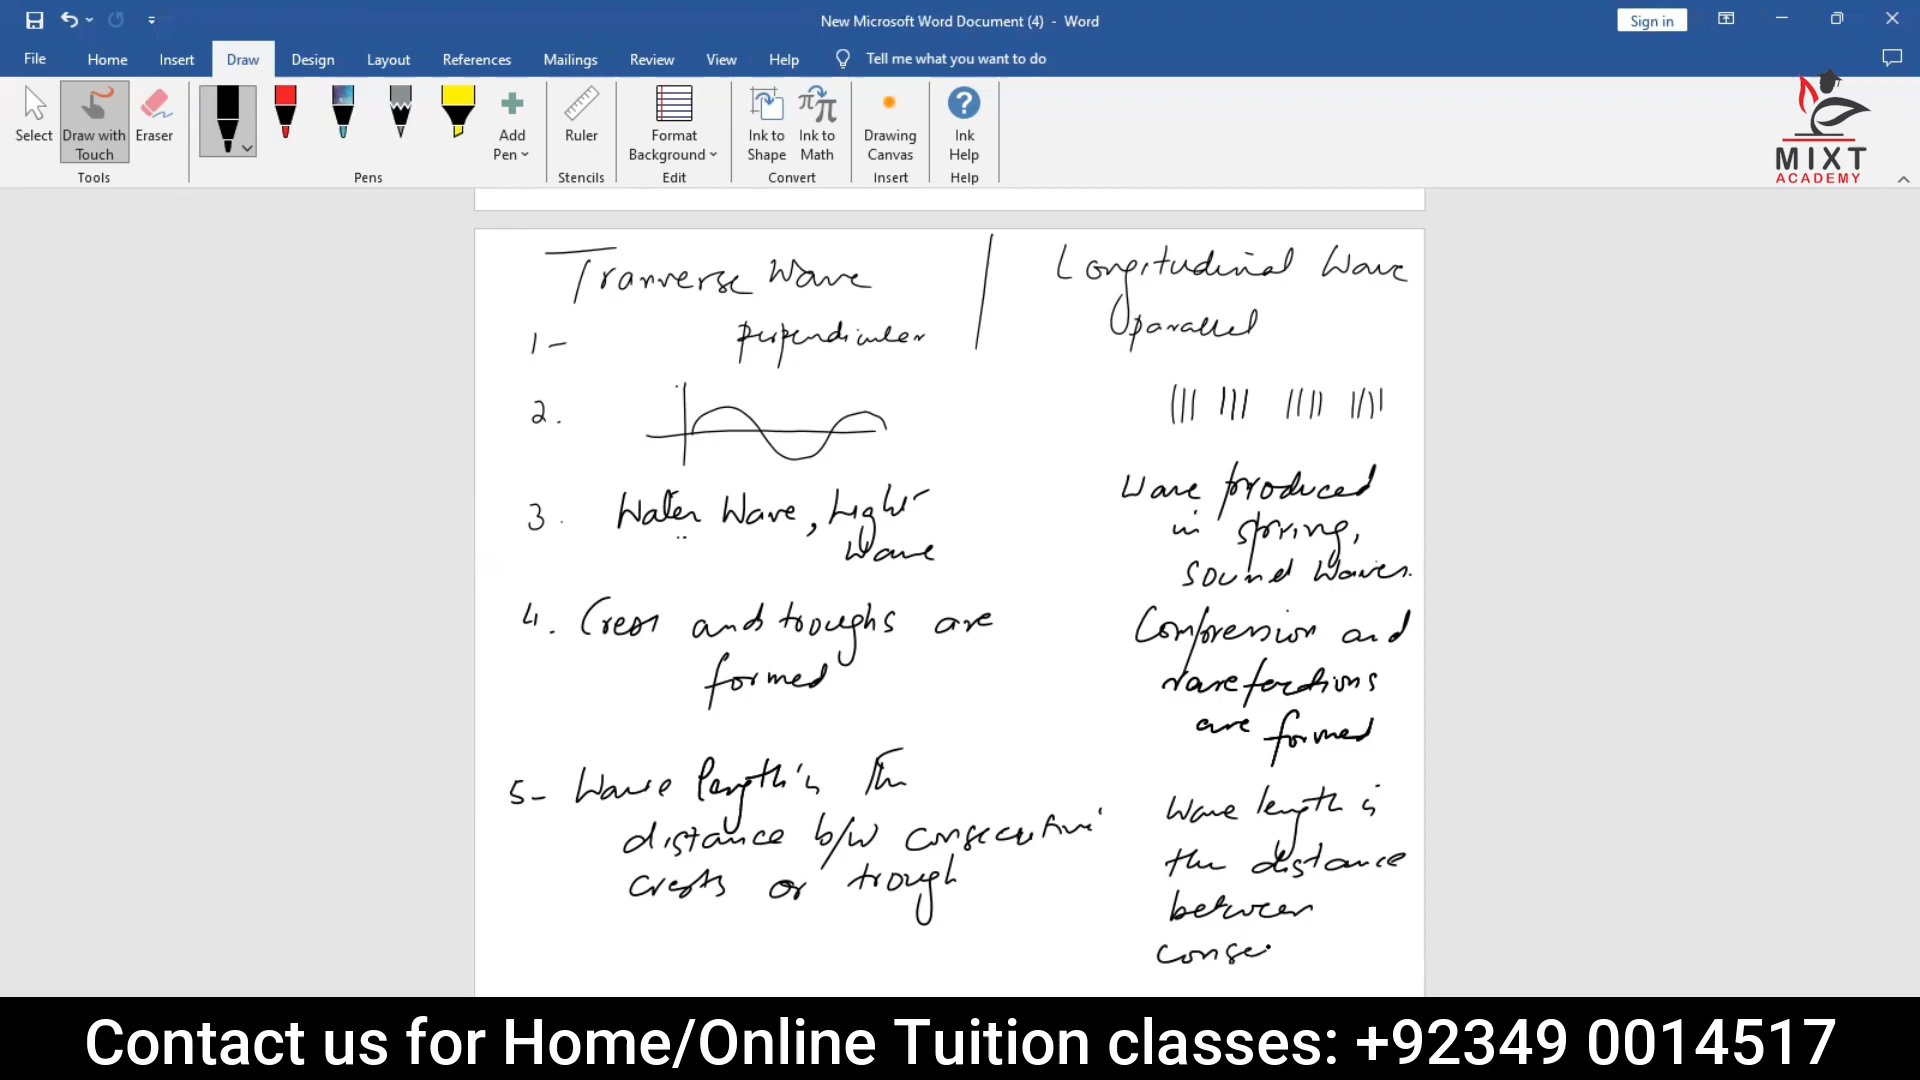 New Microsoft Word Document (4) - Word
Sign in
File Home Insert Draw Design Layout References Mailings Review View Help Tell me what you want to do
Select Draw with Touch Eraser Add Pen Ruler Format Background Ink to Shape Ink to Math Drawing Canvas Ink Help
Tools Pens Stencils Edit Convert Insert Help
MIXT
ACADEMY
Tranverse Wave
1- perpendicular
2.
3. Water Wave, Light
Wave
4. Crest and troughs are
formed
5- Wave length is The
distance b/w consecutive
crests or trough
Longitudinal Wave
parallel
Wave produced
in spring,
sound waves.
Compression and
rarefactions
are formed
Wave length is
the distance
between
conse
Contact us for Home/Online Tuition classes: +92349 0014517